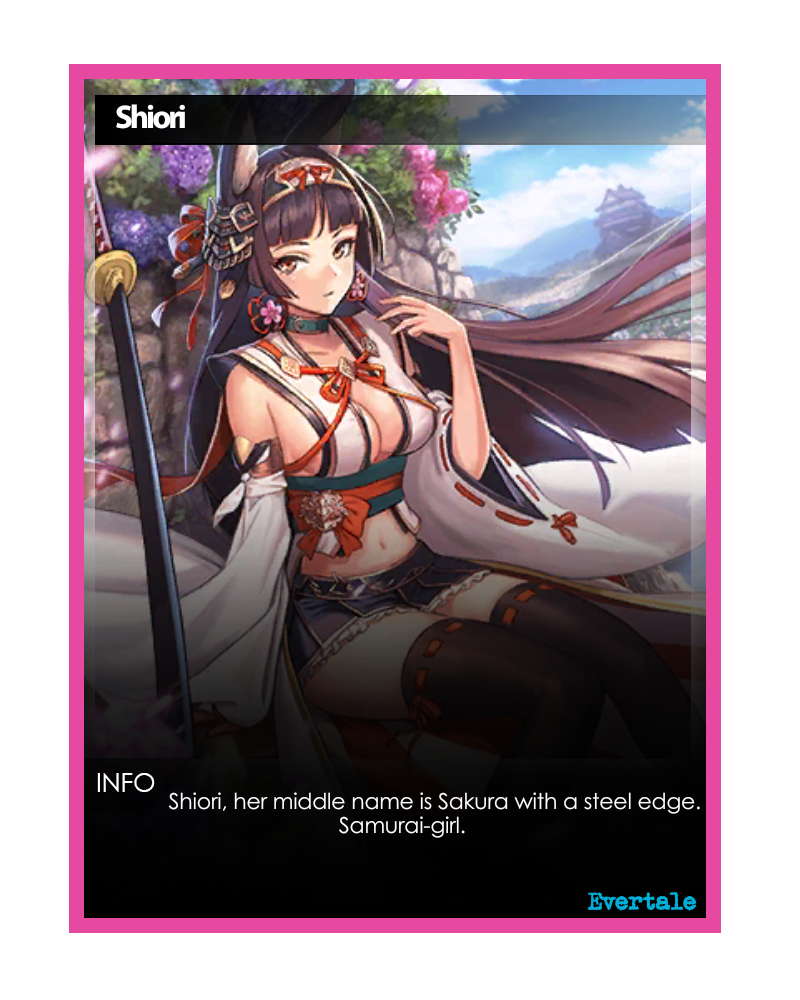 Shiori
INFO
Shiori, her middle name is Sakura with a steel edge.
Samurai-girl.
Evertale